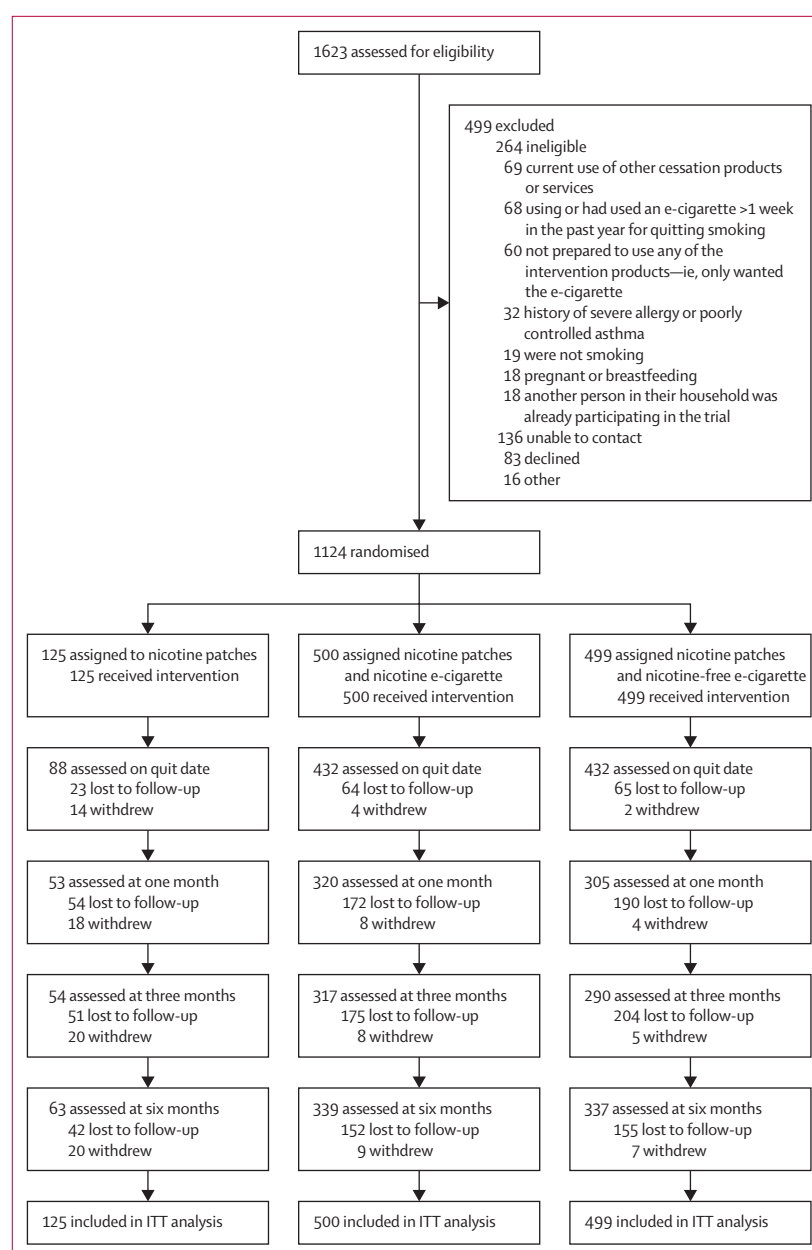 1623 assessed for eligibility
499 excluded
264 ineligible
69 current use of other cessation products
or services
68 using or had used an e-cigarette >1 week
in the past year for quitting smoking
60 not prepared to use any of the
intervention products—ie, only wanted
the e-cigarette
32 history of severe allergy or poorly
controlled asthma
19 were not smoking
18 pregnant or breastfeeding
18 another person in their household was
already participating in the trial
136 unable to contact
83 declined
16 other
1124 randomised
125 assigned to nicotine patches
125 received intervention
500 assigned nicotine patches
and nicotine e-cigarette
500 received intervention
499 assigned nicotine patches
and nicotine-free e-cigarette
499 received intervention
88 assessed on quit date
23 lost to follow-up
14 withdrew
432 assessed on quit date
64 lost to follow-up
4 withdrew
432 assessed on quit date
65 lost to follow-up
2 withdrew
53 assessed at one month
54 lost to follow-up
18 withdrew
320 assessed at one month
172 lost to follow-up
8 withdrew
305 assessed at one month
190 lost to follow-up
4 withdrew
54 assessed at three months
51 lost to follow-up
20 withdrew
317 assessed at three months
175 lost to follow-up
8 withdrew
290 assessed at three months
204 lost to follow-up
5 withdrew
63 assessed at six months
42 lost to follow-up
20 withdrew
339 assessed at six months
152 lost to follow-up
9 withdrew
337 assessed at six months
155 lost to follow-up
7 withdrew
125 included in ITT analysis
500 included in ITT analysis
499 included in ITT analysis